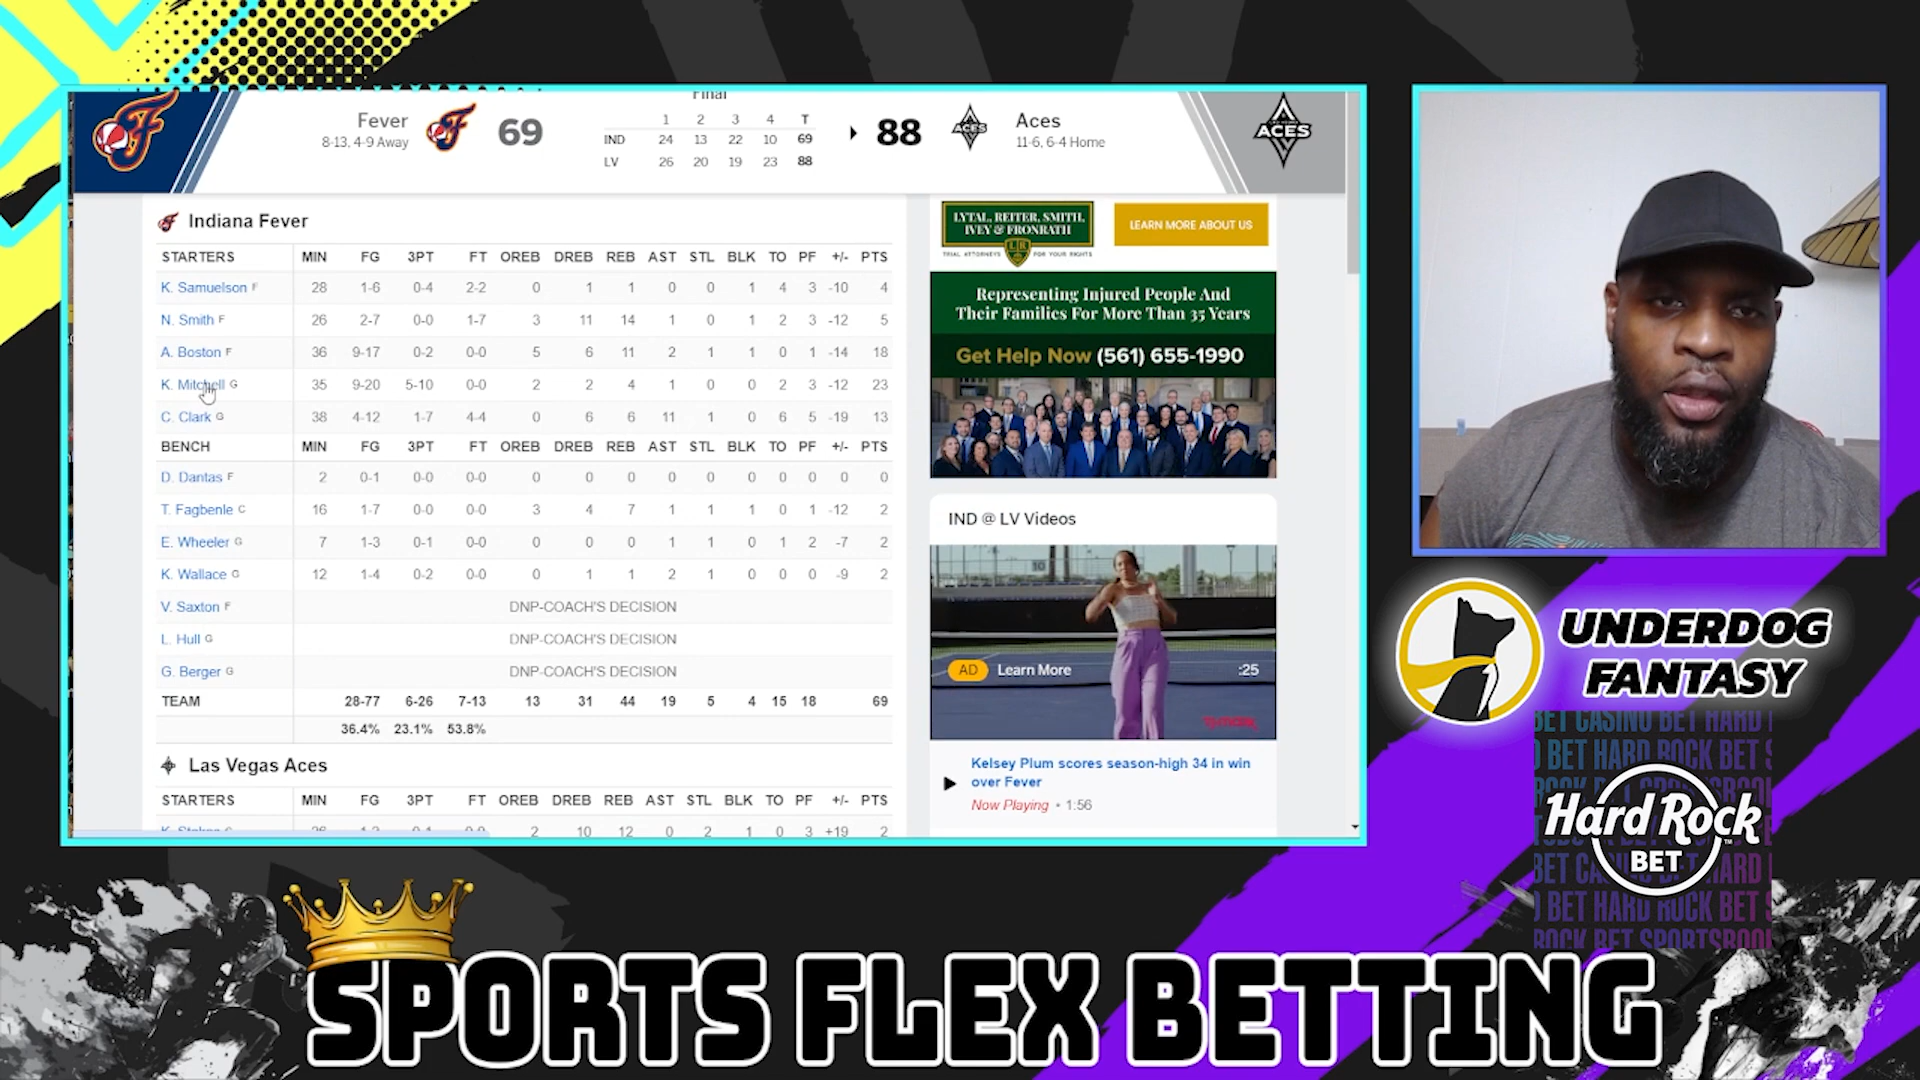 Final
Fever
8-13, 4-9 Away
69
1 2 3 4 T
IND 24 13 22 10 69
LV 26 20 19 23 88
88
ACES
Aces
11-6, 6-4 Home
ACES
Indiana Fever
STARTERS MIN FG 3PT FT OREB DREB REB AST STL BLK TO PF +/- PTS
K. Samuelson F 28 1-6 0-4 2-2 0 1 1 0 0 1 4 3 -10 4
N. Smith F 26 2-7 0-0 1-7 3 11 14 1 0 1 2 3 -12 5
A. Boston F 36 9-17 0-2 0-0 5 6 11 2 1 1 0 1 -14 18
K. Mitchell G 35 9-20 5-10 0-0 2 2 4 1 0 0 2 3 -12 23
C. Clark G 38 4-12 1-7 4-4 0 6 6 11 1 0 6 5 -19 13
BENCH MIN FG 3PT FT OREB DREB REB AST STL BLK TO PF +/- PTS
D. Dantas F 2 0-1 0-0 0-0 0 0 0 0 0 0 0 0 0 0
T. Fagbenle C 16 1-7 0-0 0-0 3 4 7 1 1 1 0 1 -12 2
E. Wheeler G 7 1-3 0-1 0-0 0 0 0 1 1 0 1 2 -7 2
K. Wallace G 12 1-4 0-2 0-0 0 1 1 2 1 0 0 0 -9 2
V. Saxton F DNP-COACH'S DECISION
L. Hull G DNP-COACH'S DECISION
G. Berger G DNP-COACH'S DECISION
TEAM 28-77 6-26 7-13 13 31 44 19 5 4 15 18 69
36.4% 23.1% 53.8%
Las Vegas Aces
STARTERS MIN FG 3PT FT OREB DREB REB AST STL BLK TO PF +/- PTS
2 10 12 0 2 1 0 3 +19 2
LYTAL, REITER, SMITH,
IVEY & FRONRATH
TRIAL ATTORNEYS FOR YOUR RIGHTS
LEARN MORE ABOUT US
Representing Injured People And
Their Families For More Than 35 Years
Get Help Now (561) 655-1990
IND @ LV Videos
10
AD Learn More :25
Kelsey Plum scores season-high 34 in win
over Fever
Now Playing • 1:56
UNDERDOG
FANTASY
Hard Rock
BET
SPORTS FLEX BETTING